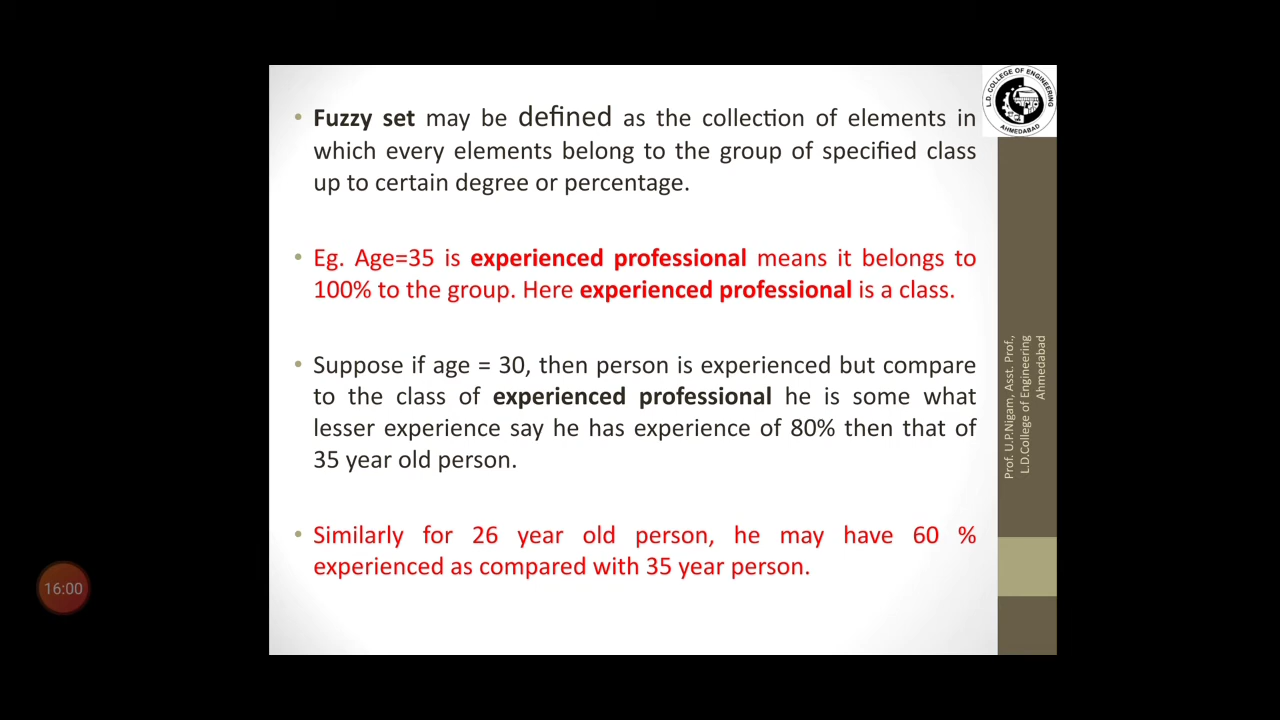 L.D. COLLEGE OF ENGINEERING
AHMEDABAD
• Fuzzy set may be defined as the collection of elements in
which every elements belong to the group of specified class
up to certain degree or percentage.
• Eg. Age=35 is experienced professional means it belongs to
100% to the group. Here experienced professional is a class.
• Suppose if age = 30, then person is experienced but compare
to the class of experienced professional he is some what
lesser experience say he has experience of 80% then that of
35 year old person.
• Similarly for 26 year old person, he may have 60 %
experienced as compared with 35 year person.
Prof. U.P.Nigam, Asst. Prof.,
L.D.College of Engineering
Ahmedabad
16:00